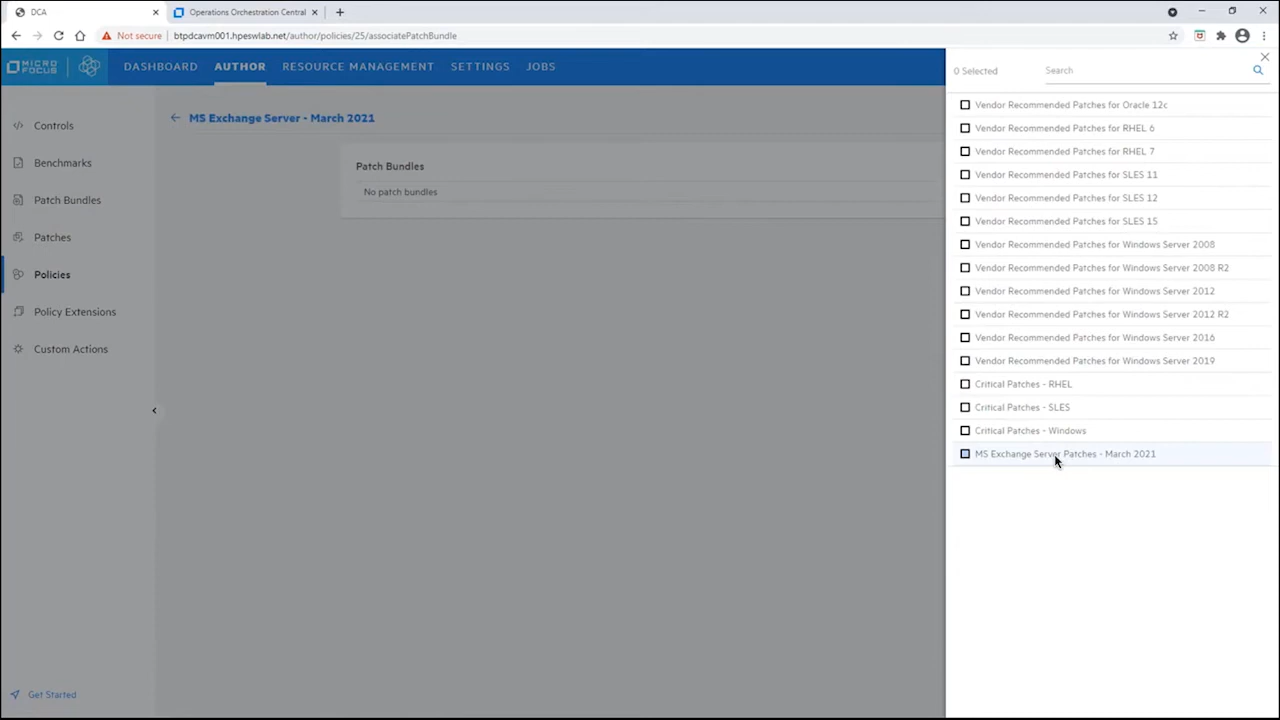 DCA
Operations Orchestration Central
Not secure
btpdcavm001.hpeswlab.net/author/policies/25/associatePatchBundle
MICRO
FOCUS
DASHBOARD
AUTHOR
RESOURCE MANAGEMENT
SETTINGS
JOBS
Controls
Benchmarks
Patch Bundles
Patches
Policies
Policy Extensions
Custom Actions
Get Started
MS Exchange Server - March 2021
Patch Bundles
No patch bundles
0 Selected
Search
Vendor Recommended Patches for Oracle 12c
Vendor Recommended Patches for RHEL 6
Vendor Recommended Patches for RHEL 7
Vendor Recommended Patches for SLES 11
Vendor Recommended Patches for SLES 12
Vendor Recommended Patches for SLES 15
Vendor Recommended Patches for Windows Server 2008
Vendor Recommended Patches for Windows Server 2008 R2
Vendor Recommended Patches for Windows Server 2012
Vendor Recommended Patches for Windows Server 2012 R2
Vendor Recommended Patches for Windows Server 2016
Vendor Recommended Patches for Windows Server 2019
Critical Patches - RHEL
Critical Patches - SLES
Critical Patches - Windows
MS Exchange Server Patches - March 2021